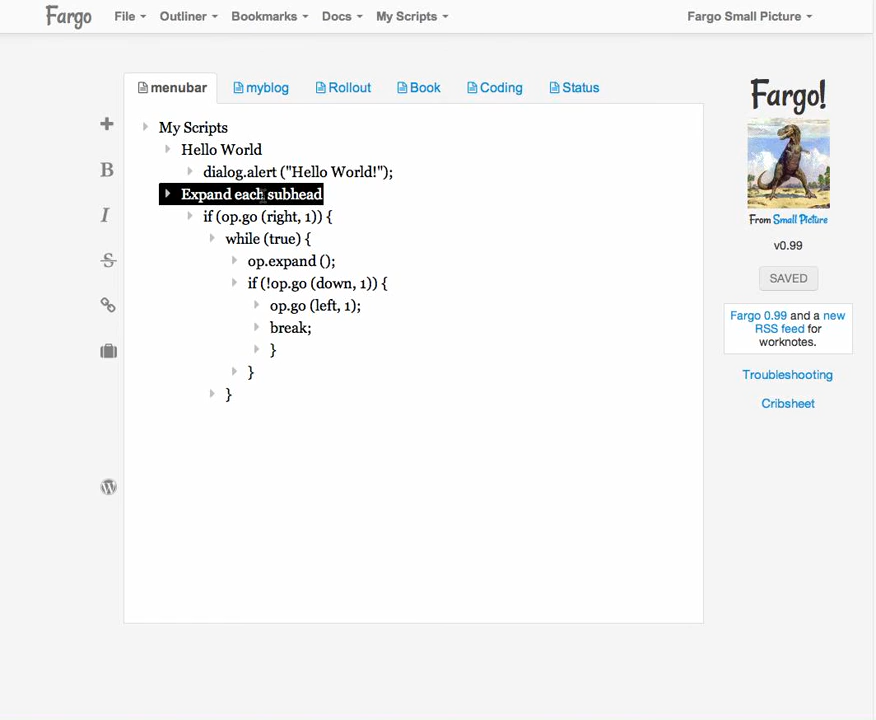 Fargo File Outliner Bookmarks Docs My Scripts Fargo Small Picture
menubar myblog Rollout Book Coding Status
My Scripts
Hello World
dialog.alert ("Hello World!");
Expand each subhead
if (op.go (right, 1)) {
while (true) {
op.expand ();
if (!op.go (down, 1)) {
op.go (left, 1);
break;
}
}
}
B
I
S
Fargo!
From Small Picture
v0.99
SAVED
Fargo 0.99 and a new
RSS feed for
worknotes.
Troubleshooting
Cribsheet